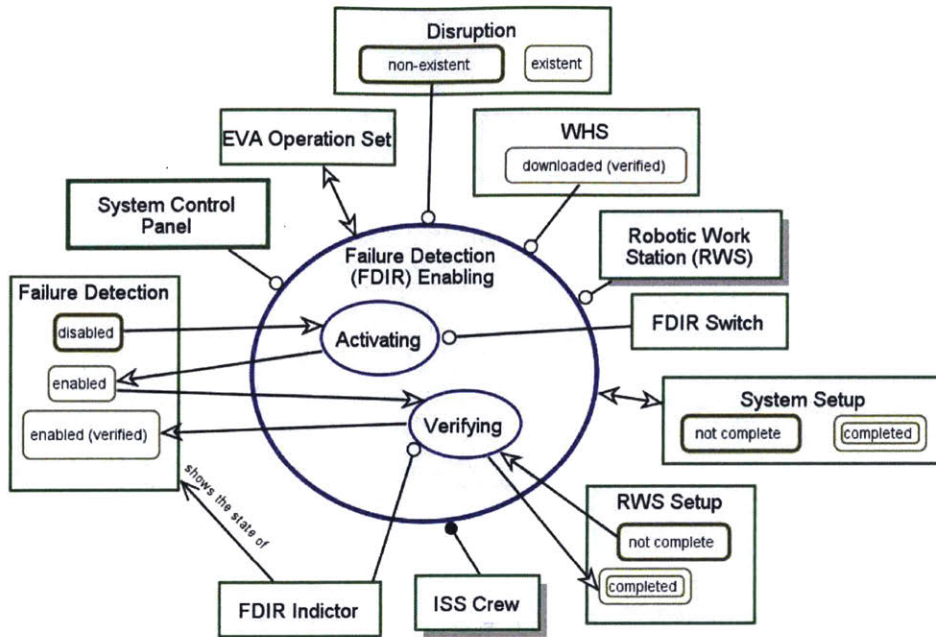 Disruption
non-existent
existent
EVA Operation Set
WHS
downloaded (verified)
System Control
Panel
Failure Detection
(FDIR) Enabling
Robotic Work
Station (RWS)
Failure Detection
disabled
Activating
FDIR Switch
enabled
System Setup
enabled (verified)
Verifying
not complete
completed
shows the state of
RWS Setup
not complete
completed
FDIR Indictor
ISS Crew